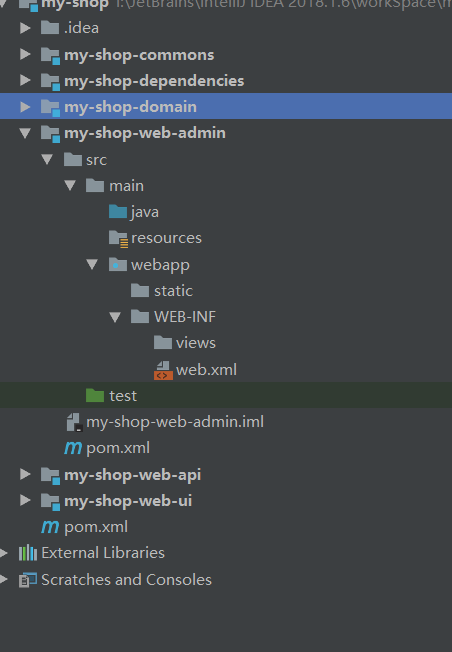 my-shop I:\JetBrains\IntelliJ IDEA 2018.1.6\workSpace\m
.idea
my-shop-commons
my-shop-dependencies
my-shop-domain
my-shop-web-admin
src
main
java
resources
webapp
static
WEB-INF
views
web.xml
test
my-shop-web-admin.iml
pom.xml
my-shop-web-api
my-shop-web-ui
pom.xml
External Libraries
Scratches and Consoles